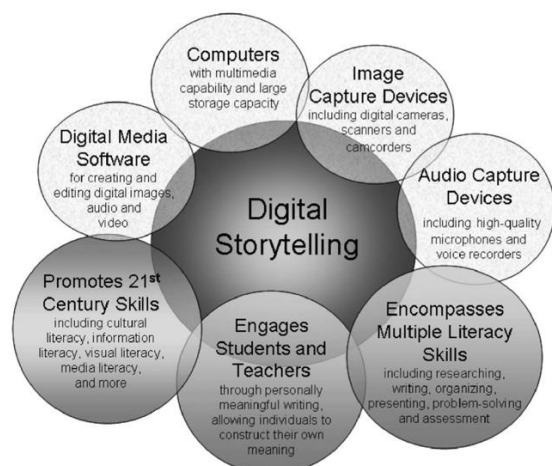 Computers
with multimedia
capability and large
storage capacity
Image
Capture Devices
including digital cameras,
scanners and
camcorders
Digital Media
Software
for creating and
editing digital images,
audio and
video
Audio Capture
Devices
including high-quality
microphones and
voice recorders
Digital
Storytelling
Promotes 21st
Century Skills
including cultural
literacy, information
literacy, visual literacy,
media literacy,
and more
Engages
Students and
Teachers
through personally
meaningful writing,
allowing individuals to
construct their own
meaning
Encompasses
Multiple Literacy
Skills
including researching,
writing, organizing,
presenting, problem-solving
and assessment